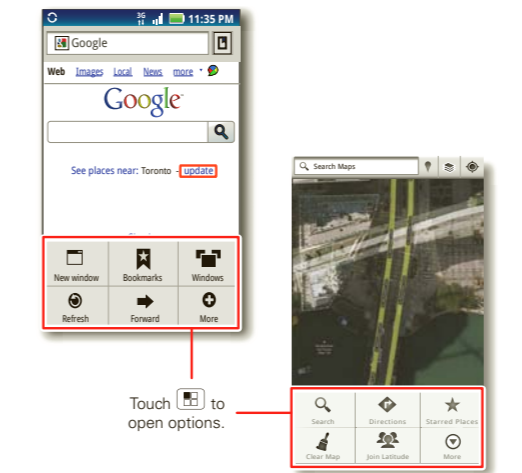 3G 11:35 PM
Google
Web Images Local News more
Google
See places near: Toronto - update
New window Bookmarks Windows
Refresh Forward More
Search Maps
Search Directions Starred Places
Clear Map Join Latitude More
Touch to
open options.